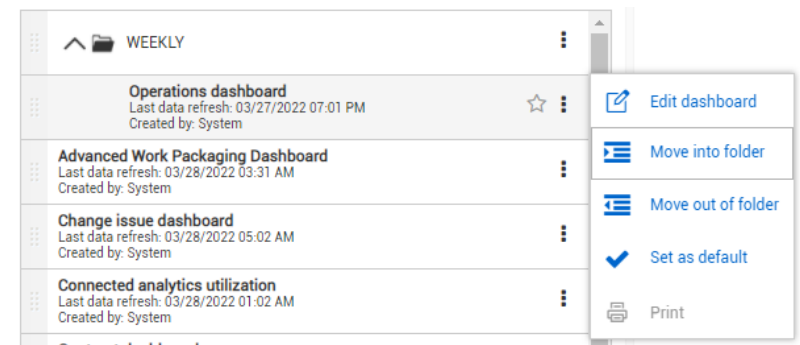 WEEKLY
Operations dashboard
Last data refresh: 03/27/2022 07:01 PM
Created by: System
Advanced Work Packaging Dashboard
Last data refresh: 03/28/2022 03:31 AM
Created by: System
Change issue dashboard
Last data refresh: 03/28/2022 05:02 AM
Created by: System
Connected analytics utilization
Last data refresh: 03/28/2022 01:02 AM
Created by: System
Edit dashboard
Move into folder
Move out of folder
Set as default
Print